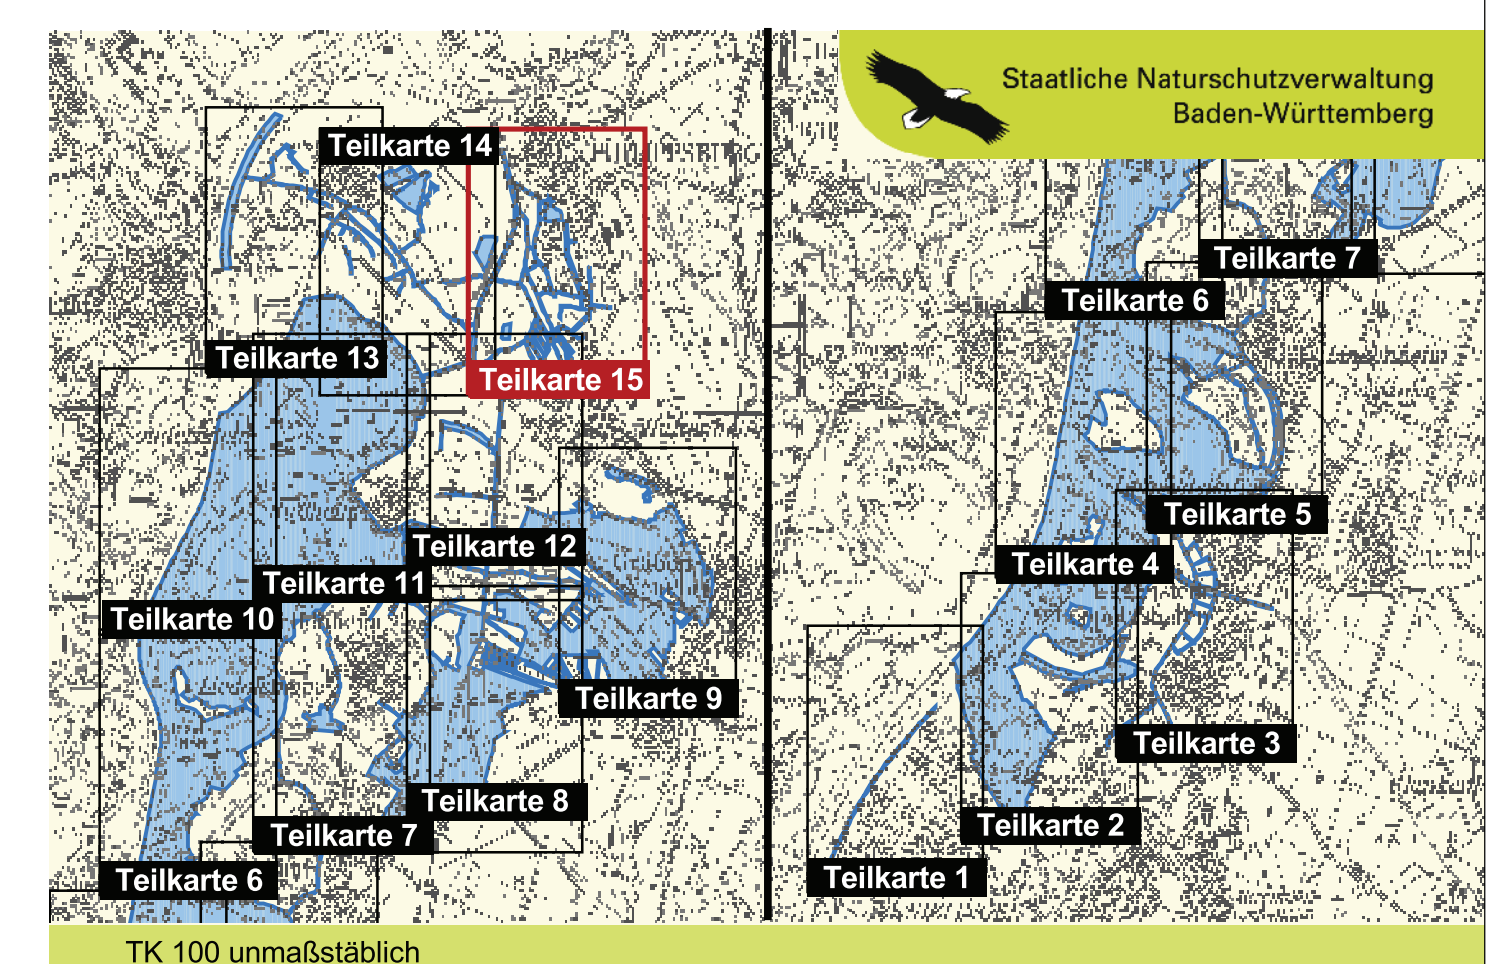 Staatliche Naturschutzverwaltung
Baden-Württemberg
Teilkarte 14
Teilkarte 13
Teilkarte 15
Teilkarte 12
Teilkarte 11
Teilkarte 10
Teilkarte 9
Teilkarte 8
Teilkarte 7
Teilkarte 6
Teilkarte 7
Teilkarte 6
Teilkarte 5
Teilkarte 4
Teilkarte 3
Teilkarte 2
Teilkarte 1
TK 100 unmaßstäblich